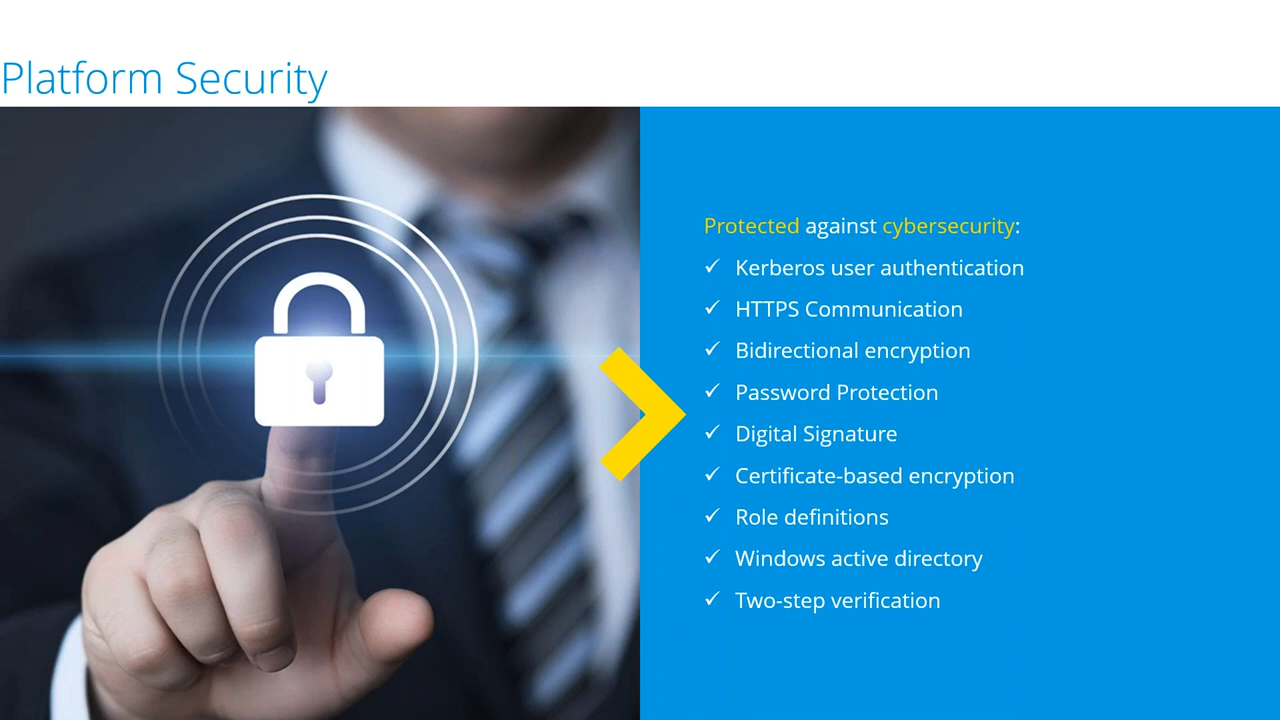 Platform Security
Protected against cybersecurity:
✓ Kerberos user authentication
✓ HTTPS Communication
✓ Bidirectional encryption
✓ Password Protection
✓ Digital Signature
✓ Certificate-based encryption
✓ Role definitions
✓ Windows active directory
✓ Two-step verification